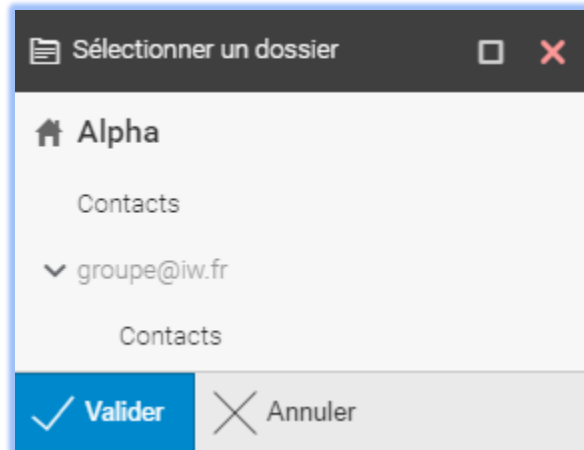 Sélectionner un dossier
Alpha
Contacts
groupe@iw.fr
Contacts
Valider
Annuler